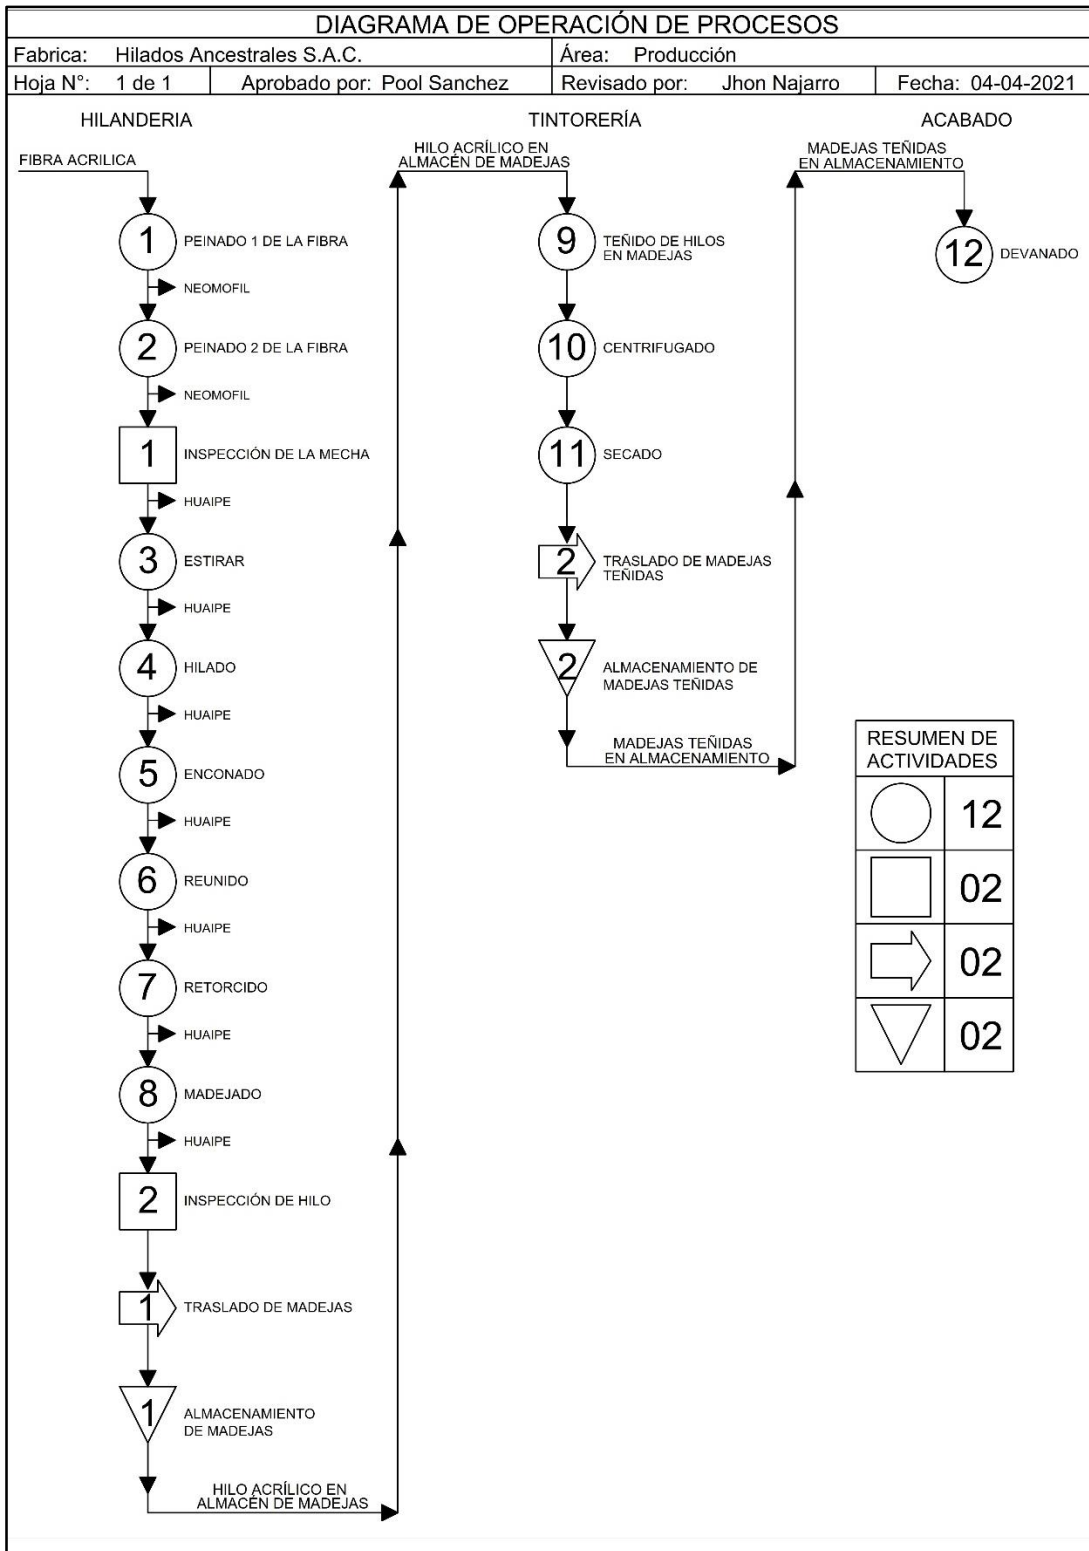 DIAGRAMA DE OPERACIÓN DE PROCESOS
Fabrica: Hilados Ancestrales S.A.C. Área: Producción
Hoja N°: 1 de 1 Aprobado por: Pool Sanchez Revisado por: Jhon Najarro Fecha: 04-04-2021
HILANDERIA
FIBRA ACRILICA
1 PEINADO 1 DE LA FIBRA
NEOMOFIL
2 PEINADO 2 DE LA FIBRA
NEOMOFIL
1 INSPECCIÓN DE LA MECHA
HUAIPE
3 ESTIRAR
HUAIPE
4 HILADO
HUAIPE
5 ENCONADO
HUAIPE
6 REUNIDO
HUAIPE
7 RETORCIDO
HUAIPE
8 MADEJADO
HUAIPE
2 INSPECCIÓN DE HILO
1 TRASLADO DE MADEJAS
1 ALMACENAMIENTO
DE MADEJAS
HILO ACRÍLICO EN
ALMACÉN DE MADEJAS
TINTORERÍA
HILO ACRÍLICO EN
ALMACÉN DE MADEJAS
9 TEÑIDO DE HILOS
EN MADEJAS
10 CENTRIFUGADO
11 SECADO
2 TRASLADO DE MADEJAS
TEÑIDAS
2 ALMACENAMIENTO DE
MADEJAS TEÑIDAS
MADEJAS TEÑIDAS
EN ALMACENAMIENTO
ACABADO
MADEJAS TEÑIDAS
EN ALMACENAMIENTO
12 DEVANADO
RESUMEN DE
ACTIVIDADES
12
02
02
02